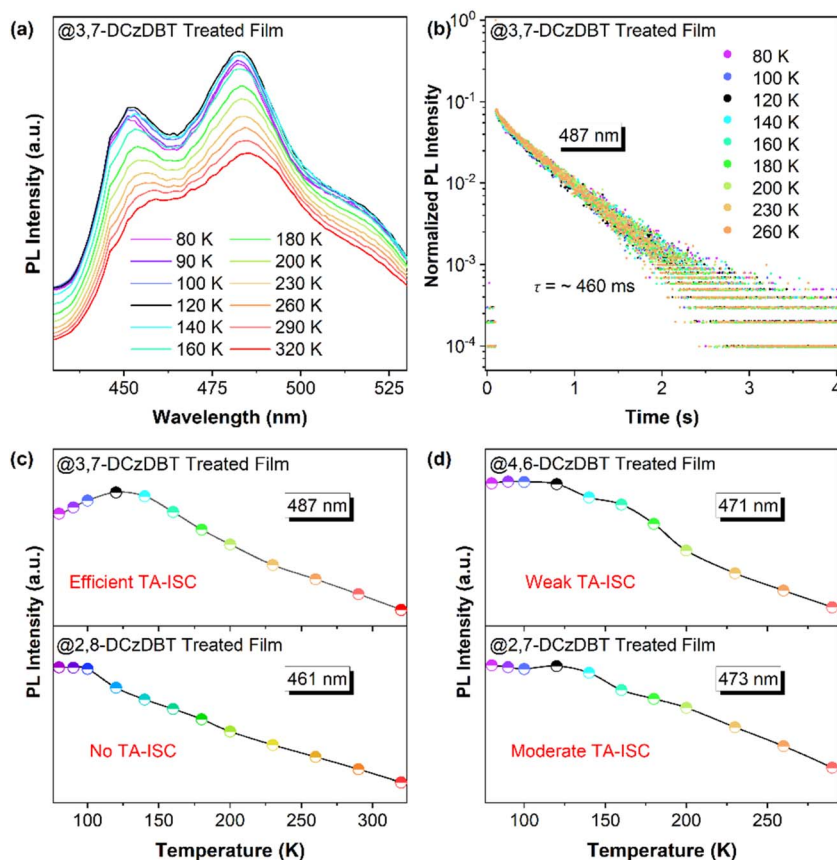 (a)
@3,7-DCzDBT Treated Film
PL Intensity (a.u.)
80 K
90 K
100 K
120 K
140 K
160 K
180 K
200 K
230 K
260 K
290 K
320 K
450
475
500
525
Wavelength (nm)
(b)
@3,7-DCzDBT Treated Film
Normalized PL Intensity
10⁰
10⁻¹
10⁻²
10⁻³
10⁻⁴
487 nm
80 K
100 K
120 K
140 K
160 K
180 K
200 K
230 K
260 K
τ = ~ 460 ms
0
1
2
3
4
Time (s)
(c)
@3,7-DCzDBT Treated Film
487 nm
Efficient TA-ISC
PL Intensity (a.u.)
@2,8-DCzDBT Treated Film
461 nm
No TA-ISC
100
150
200
250
300
Temperature (K)
(d)
@4,6-DCzDBT Treated Film
471 nm
Weak TA-ISC
PL Intensity (a.u.)
@2,7-DCzDBT Treated Film
473 nm
Moderate TA-ISC
100
150
200
250
Temperature (K)